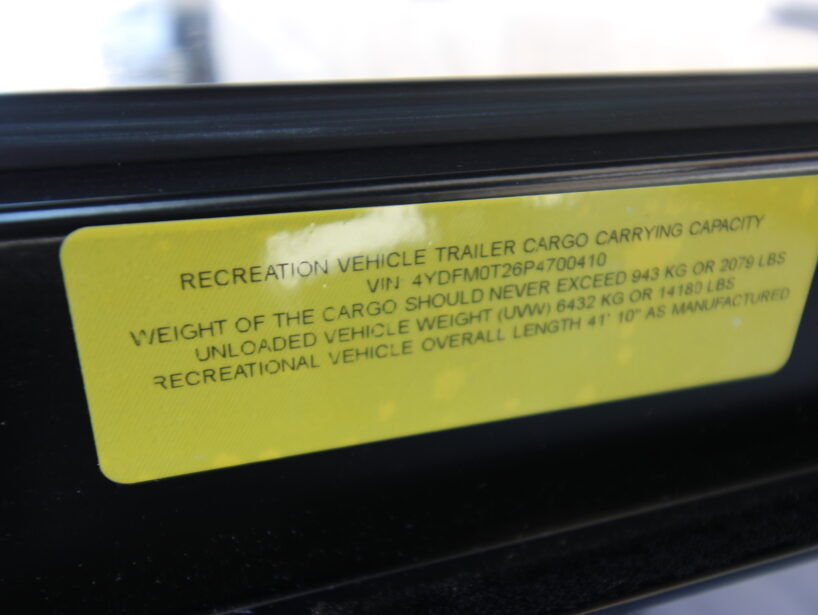 RECREATION VEHICLE TRAILER CARGO CARRYING CAPACITY
VIN: 4YDFM0T26P4700410
WEIGHT OF THE CARGO SHOULD NEVER EXCEED 943 KG OR 2079 LBS
UNLOADED VEHICLE WEIGHT (UVW) 6432 KG OR 14180 LBS
RECREATIONAL VEHICLE OVERALL LENGTH 41' 10" AS MANUFACTURED